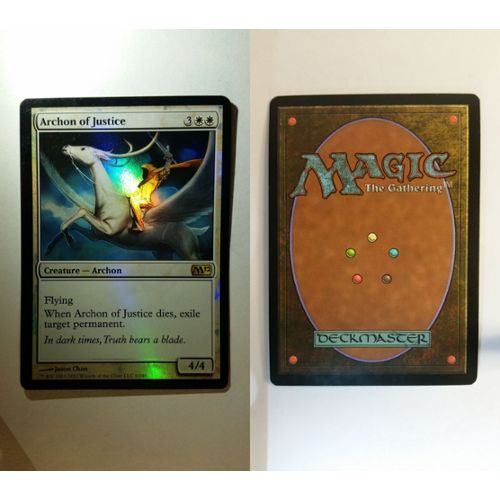 Archon of Justice 3
Creature — Archon M12
Flying
When Archon of Justice dies, exile
target permanent.
In dark times, Truth bears a blade.
4/4
Jason Chan
MAGIC
The Gathering
DECKMASTER